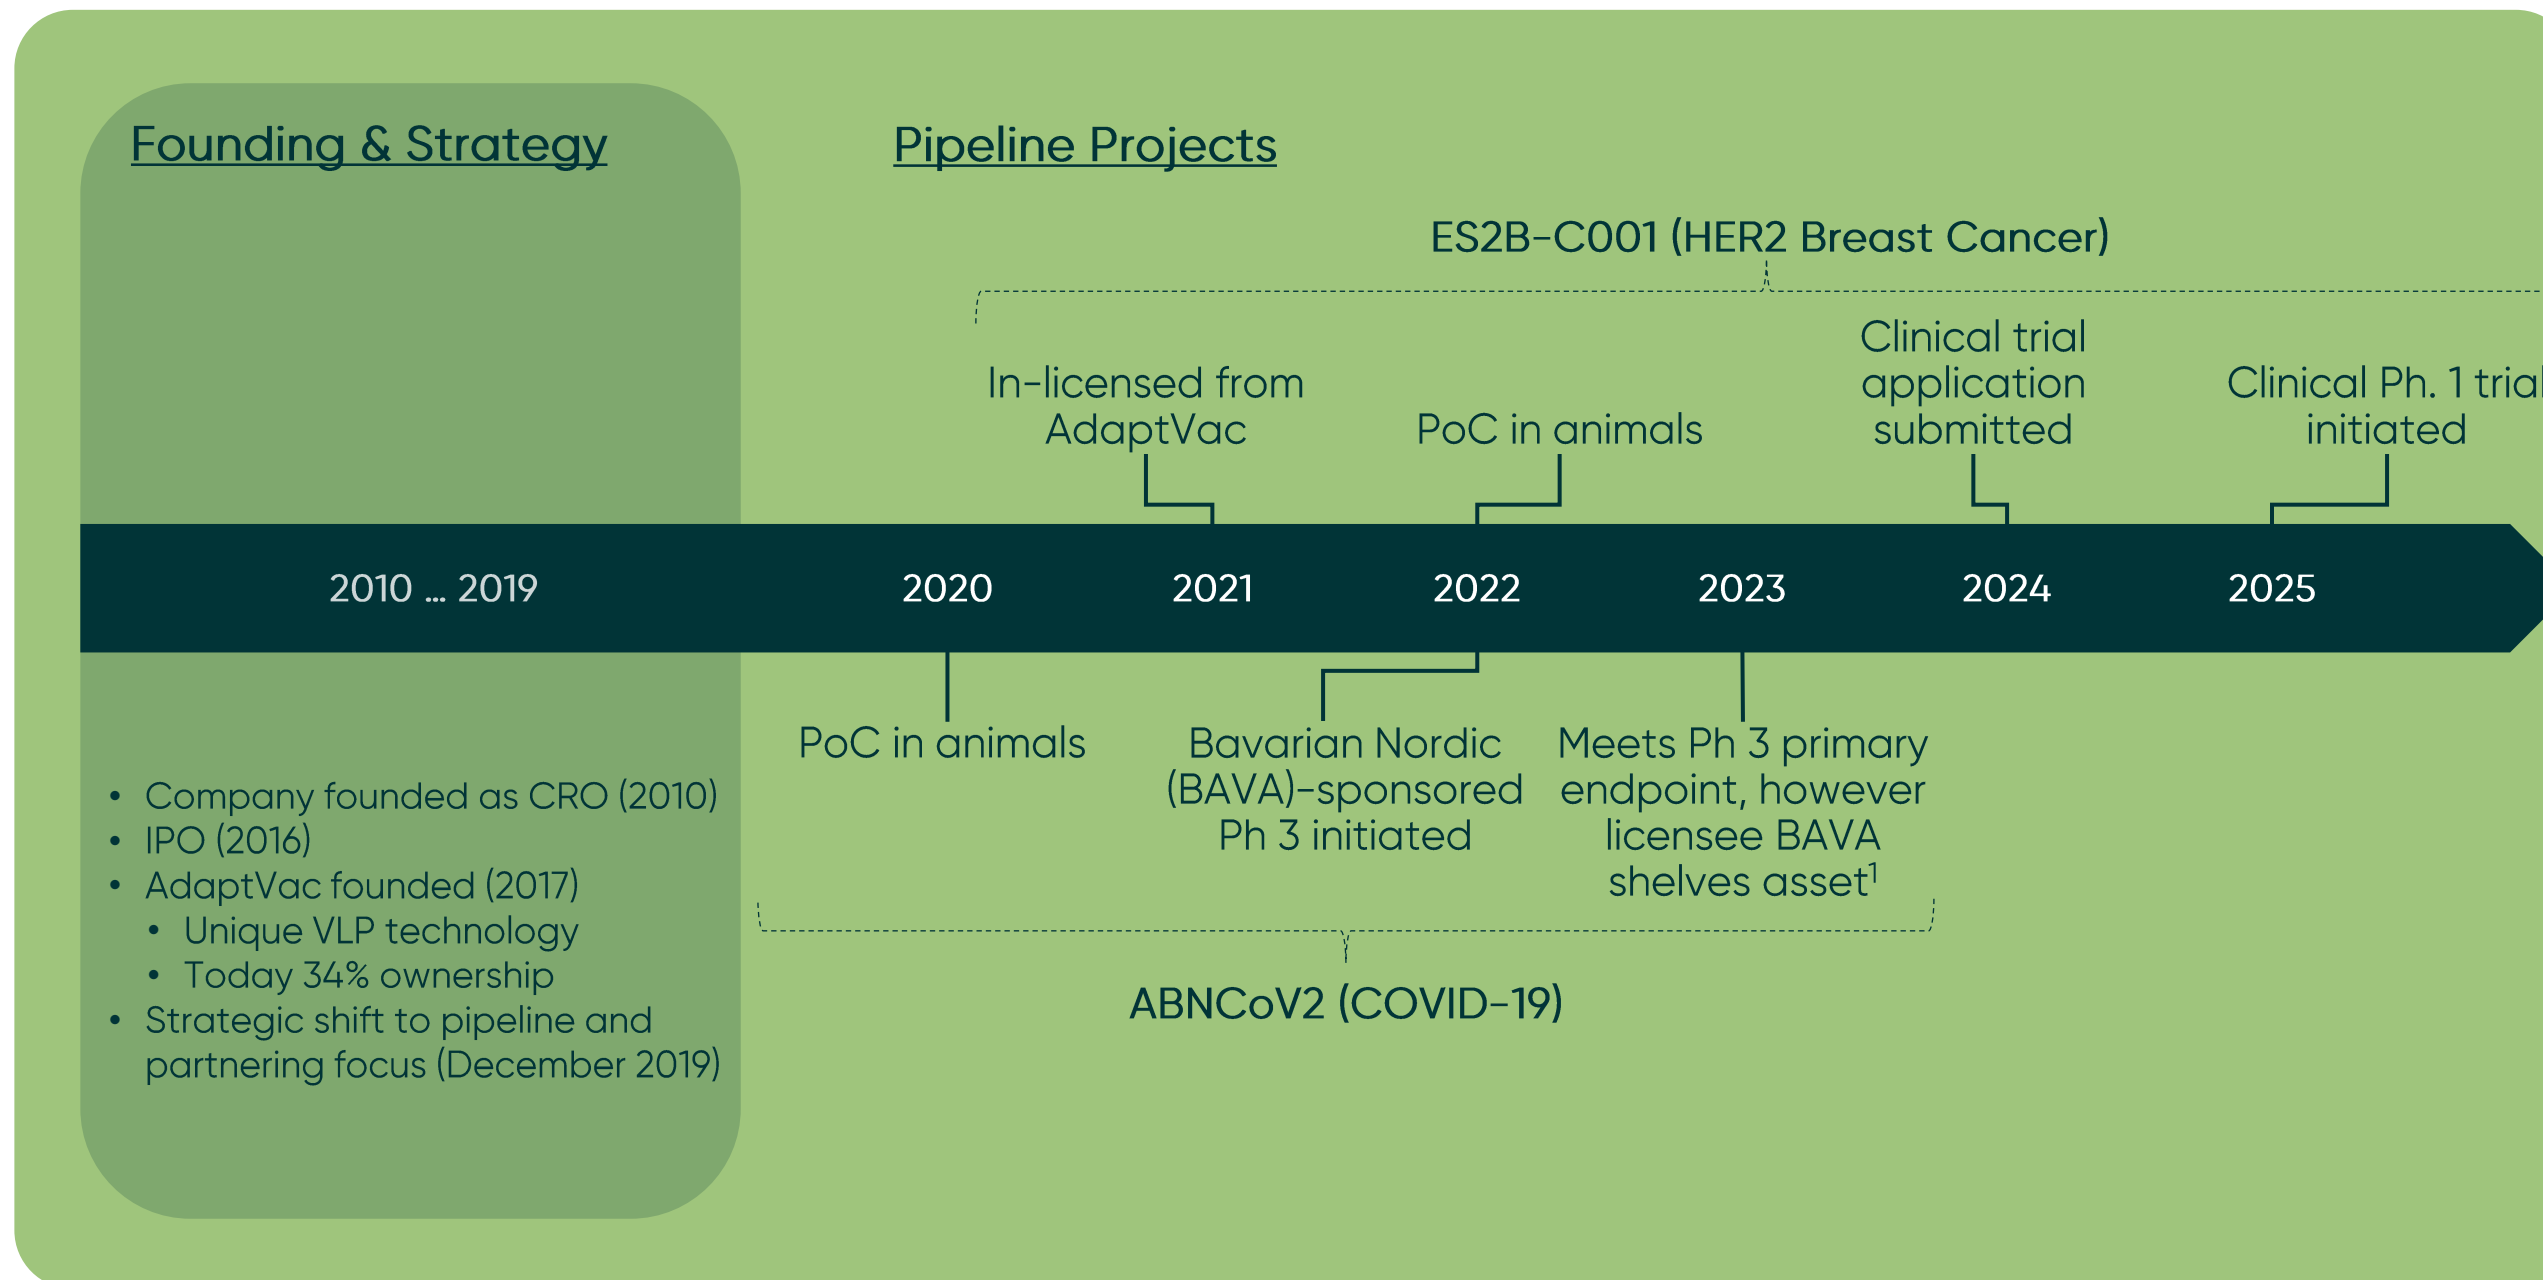 Founding & Strategy
Pipeline Projects
ES2B-C001 (HER2 Breast Cancer)
In-licensed from
AdaptVac
PoC in animals
Clinical trial
application
submitted
Clinical Ph. 1 trial
initiated
2010 ... 2019
2020
2021
2022
2023
2024
2025
PoC in animals
Bavarian Nordic
(BAVA)-sponsored
Ph 3 initiated
Meets Ph 3 primary
endpoint, however
licensee BAVA
shelves asset¹
ABNCoV2 (COVID-19)
• Company founded as CRO (2010)
• IPO (2016)
• AdaptVac founded (2017)
• Unique VLP technology
• Today 34% ownership
• Strategic shift to pipeline and
partnering focus (December 2019)